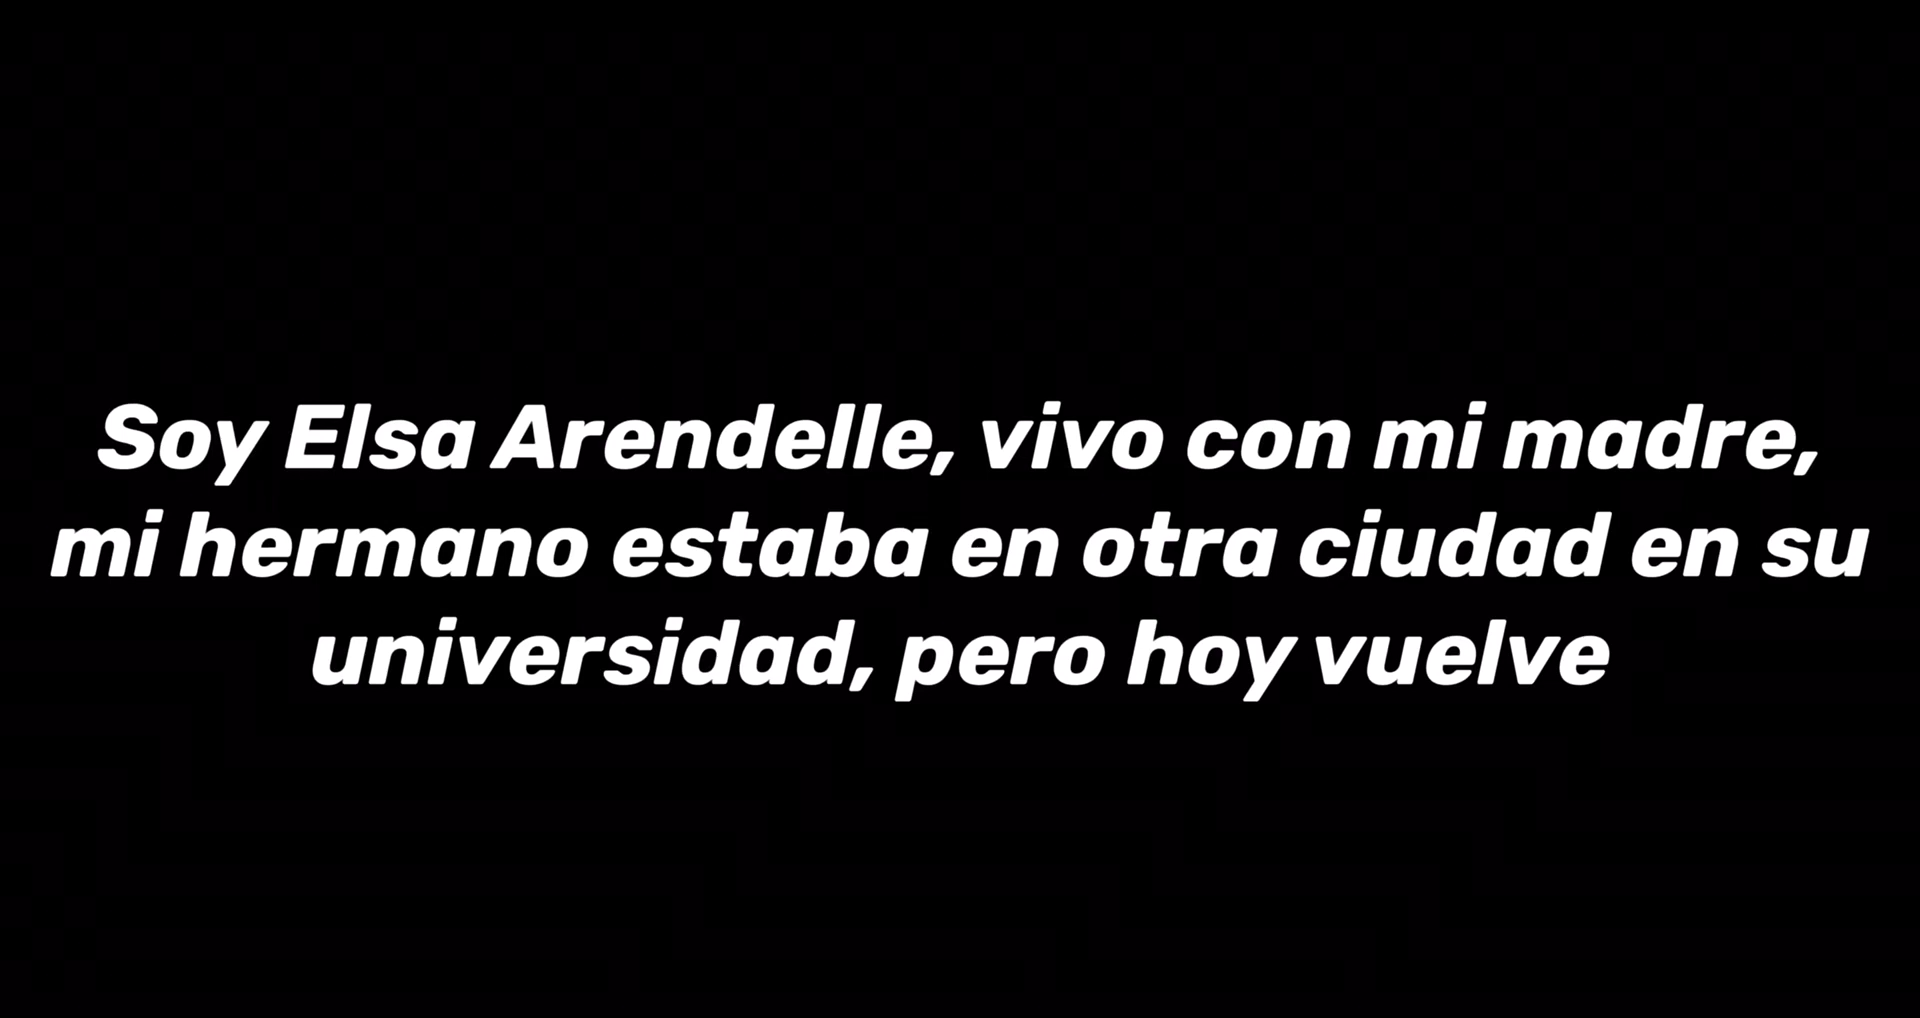 Soy Elsa Arendelle, vivo con mi madre,
mi hermano estaba en otra ciudad en su
universidad, pero hoy vuelve